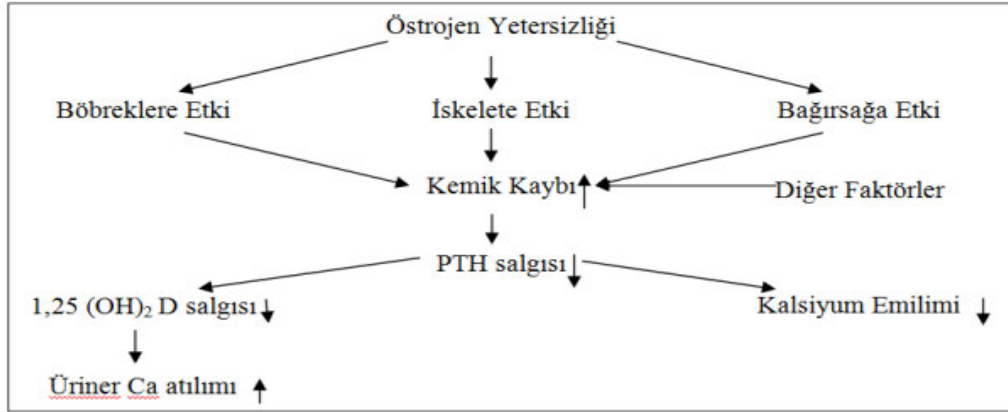 Östrojen Yetersizliği
Böbreklere Etki
İskelete Etki
Bağırsağa Etki
Kemik Kaybı
Diğer Faktörler
PTH salgısı
1,25 (OH)₂ D salgısı
Kalsiyum Emilimi
Üriner Ca atılımı